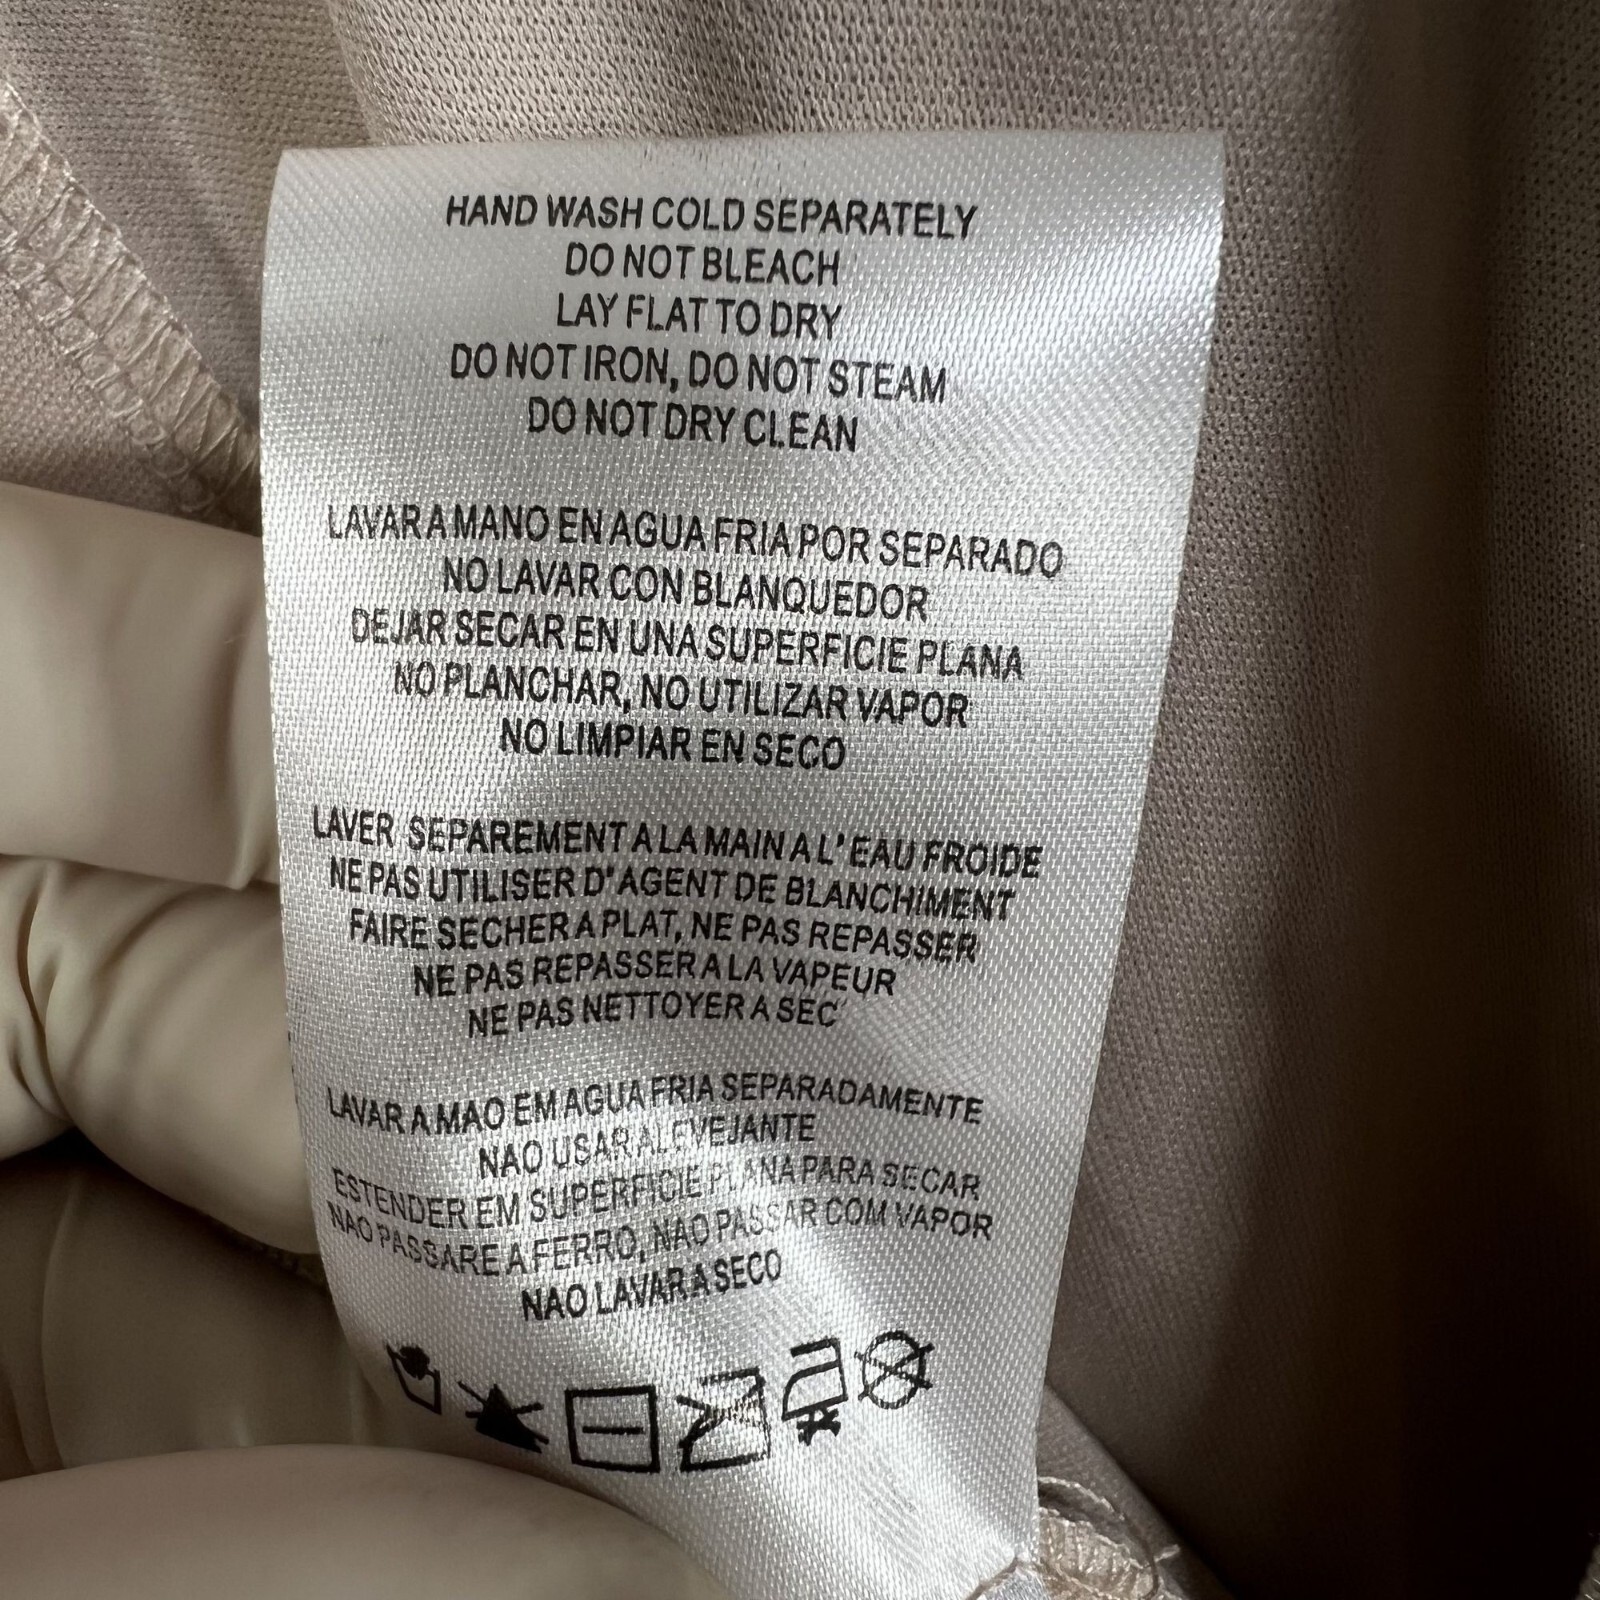 HAND WASH COLD SEPARATELY
DO NOT BLEACH
LAY FLAT TO DRY
DO NOT IRON, DO NOT STEAM
DO NOT DRY CLEAN
LAVAR A MANO EN AGUA FRIA POR SEPARADO
NO LAVAR CON BLANQUEDOR
DEJAR SECAR EN UNA SUPERFICIE PLANA
NO PLANCHAR, NO UTILIZAR VAPOR
NO LIMPIAR EN SECO
LAVER SEPAREMENT A LA MAIN A L'EAU FROIDE
NE PAS UTILISER D'AGENT DE BLANCHIMENT
FAIRE SECHER A PLAT, NE PAS REPASSER
NE PAS REPASSER A LA VAPEUR
NE PAS NETTOYER A SEC
LAVAR A MAO EM AGUA FRIA SEPARADAMENTE
NAO USAR ALEVEJANTE
ESTENDER EM SUPERFICIE PLANA PARA SECAR
NAO PASSARE A FERRO, NAO PASSAR COM VAPOR
NAO LAVAR A SECO